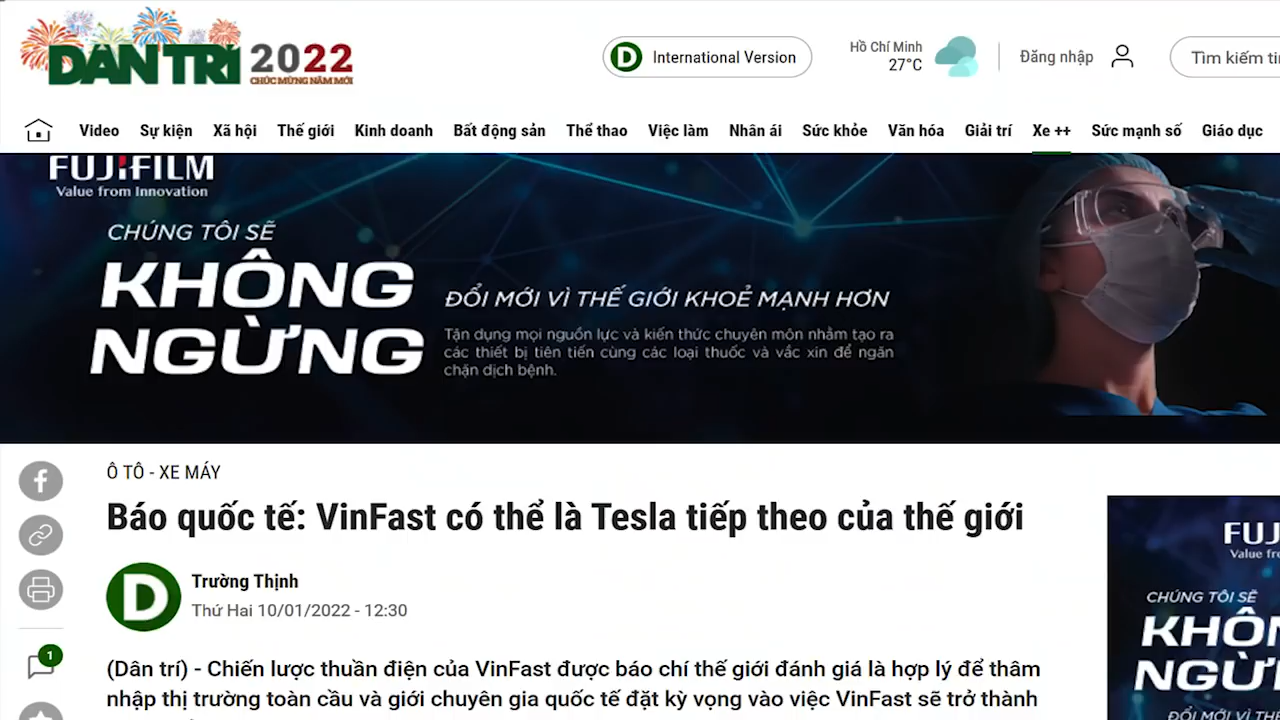 DÂN TRÍ 2022
CHÚC MỪNG NĂM MỚI
D International Version
Hồ Chí Minh
27°C
Đăng nhập
Tìm kiếm
Video Sự kiện Xã hội Thế giới Kinh doanh Bất động sản Thể thao Việc làm Nhân ái Sức khỏe Văn hóa Giải trí Xe ++ Sức mạnh số Giáo dục
FUJIFILM
Value from Innovation
CHÚNG TÔI SẼ
KHÔNG
NGỪNG
ĐỔI MỚI VÌ THẾ GIỚI KHOẺ MẠNH HƠN
Tận dụng mọi nguồn lực và kiến thức chuyên môn nhằm tạo ra
các thiết bị tiên tiến cùng các loại thuốc và vắc xin để ngăn
chặn dịch bệnh.
Ô TÔ - XE MÁY
Báo quốc tế: VinFast có thể là Tesla tiếp theo của thế giới
D
Trường Thịnh
Thứ Hai 10/01/2022 - 12:30
1
(Dân trí) - Chiến lược thuần điện của VinFast được báo chí thế giới đánh giá là hợp lý để thâm
nhập thị trường toàn cầu và giới chuyên gia quốc tế đặt kỳ vọng vào việc VinFast sẽ trở thành
FUJ
Value fr
CHÚNG TÔI SẼ
KHÔN
NGỪ
ĐỔI MỚI VÌ TH